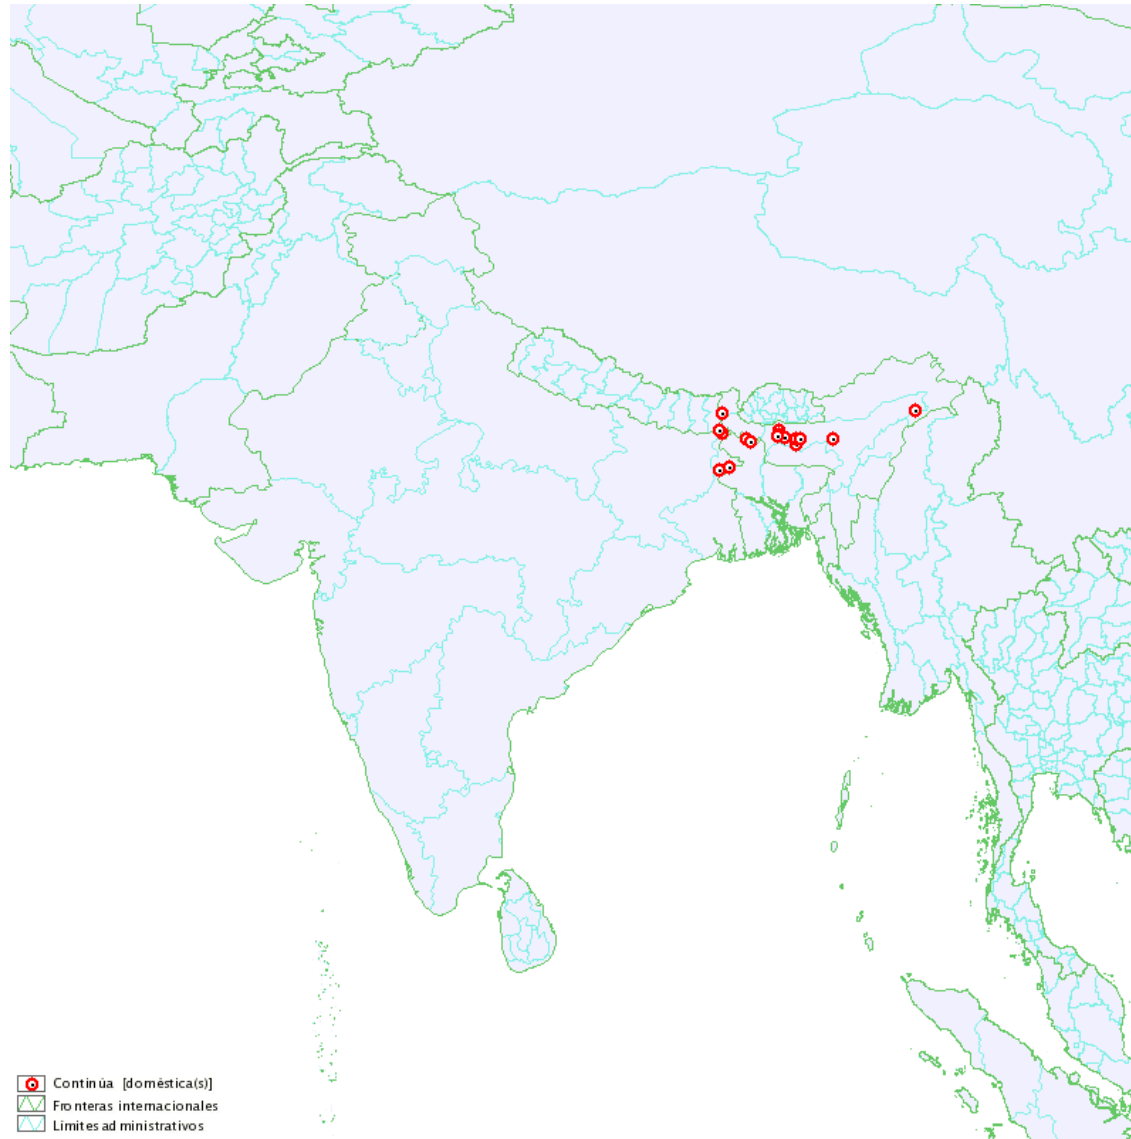 Continúa [doméstica(s)]
Fronteras internacionales
Límites administrativos